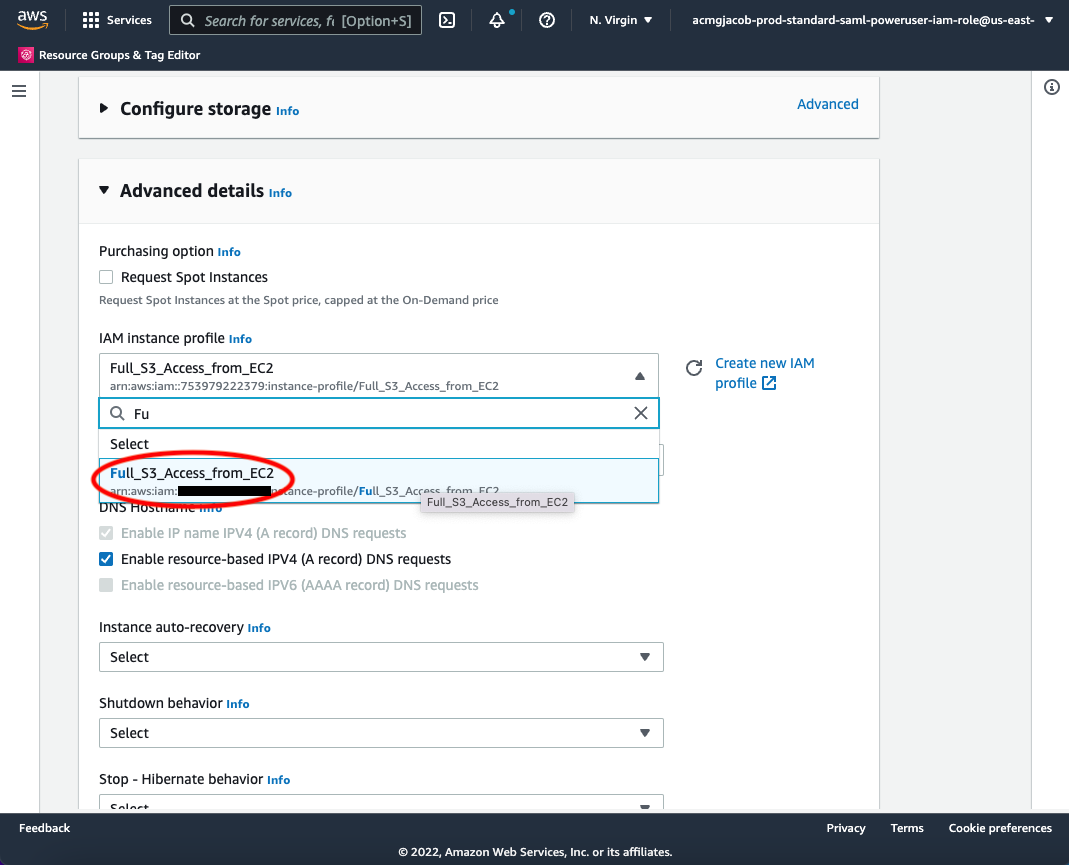 aws
Services
Search for services, f [Option+S]
N. Virgin
acmgjacob-prod-standard-saml-poweruser-iam-role@us-east-
Resource Groups & Tag Editor
Configure storage Info
Advanced
Advanced details Info
Purchasing option Info
Request Spot Instances
Request Spot Instances at the Spot price, capped at the On-Demand price
IAM instance profile Info
Full_S3_Access_from_EC2
arn:aws:iam::753979222379:instance-profile/Full_S3_Access_from_EC2
Create new IAM
profile
Fu
Select
Full_S3_Access_from_EC2
arn:aws:iam: nstance-profile/Full_S3_Access_from_EC2
Full_S3_Access_from_EC2
DNS Hostname Info
Enable IP name IPV4 (A record) DNS requests
Enable resource-based IPV4 (A record) DNS requests
Enable resource-based IPV6 (AAAA record) DNS requests
Instance auto-recovery Info
Select
Shutdown behavior Info
Select
Stop - Hibernate behavior Info
Select
Feedback
Privacy
Terms
Cookie preferences
© 2022, Amazon Web Services, Inc. or its affiliates.